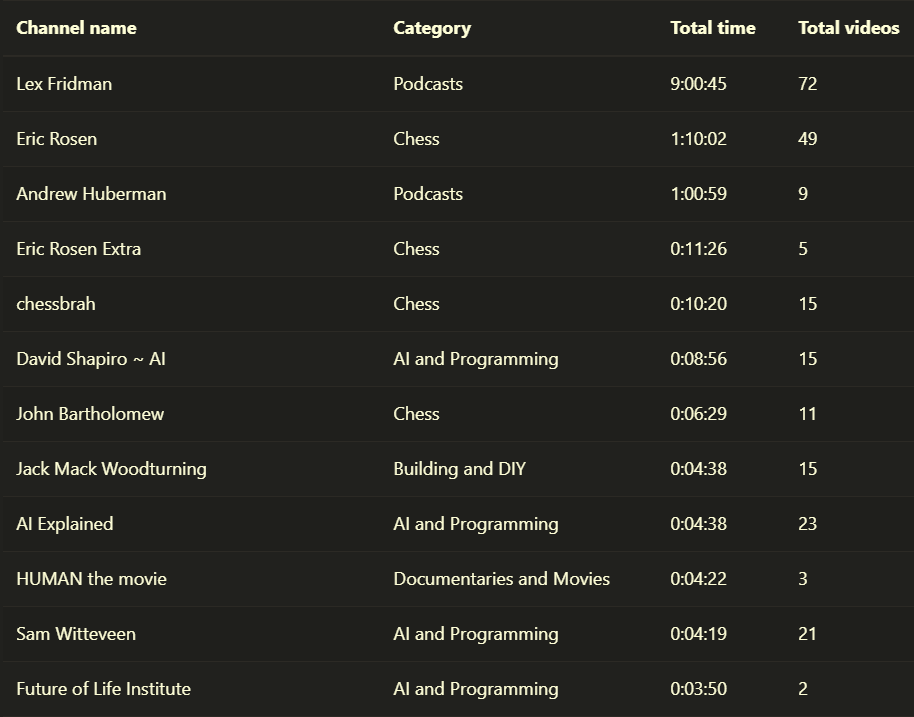 Channel name Category Total time Total videos
Lex Fridman Podcasts 9:00:45 72
Eric Rosen Chess 1:10:02 49
Andrew Huberman Podcasts 1:00:59 9
Eric Rosen Extra Chess 0:11:26 5
chessbrah Chess 0:10:20 15
David Shapiro ~ AI AI and Programming 0:08:56 15
John Bartholomew Chess 0:06:29 11
Jack Mack Woodturning Building and DIY 0:04:38 15
AI Explained AI and Programming 0:04:38 23
HUMAN the movie Documentaries and Movies 0:04:22 3
Sam Witteveen AI and Programming 0:04:19 21
Future of Life Institute AI and Programming 0:03:50 2